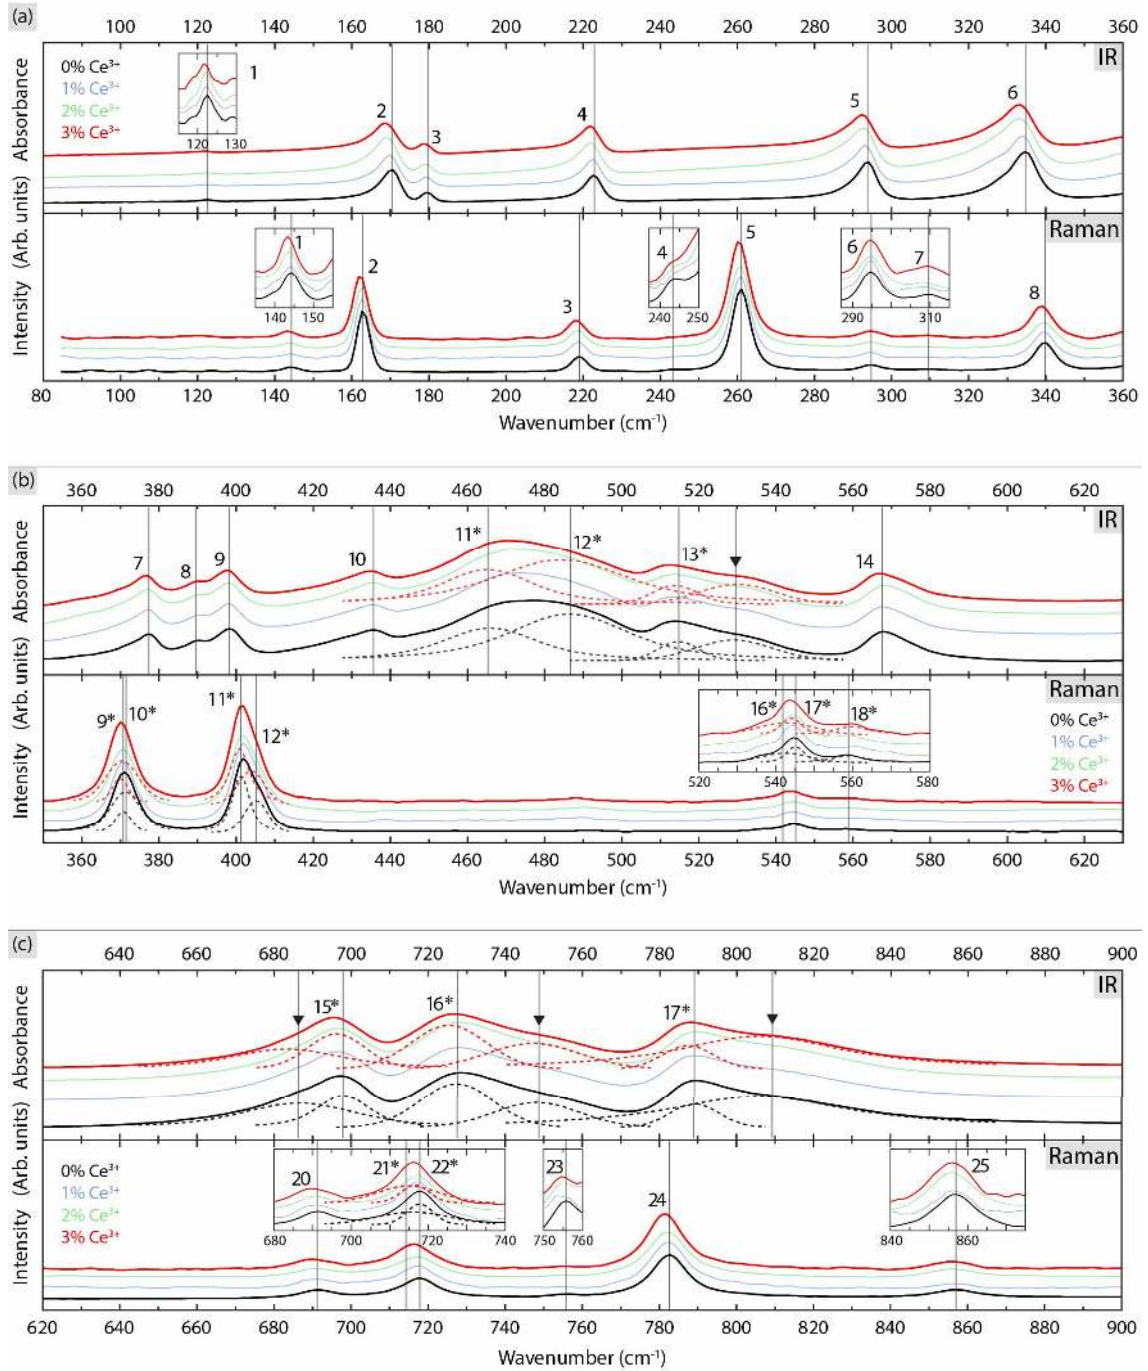 (a)
100 120 140 160 180 200 220 240 260 280 300 320 340 360
IR
0% Ce³⁺
1% Ce³⁺
2% Ce³⁺
3% Ce³⁺
1
120 130
2
3
4
5
6
Absorbance
Intensity (Arb. units)
Raman
1
140 150
2
3
4
240 250
5
6
7
290 310
8
80 100 120 140 160 180 200 220 240 260 280 300 320 340 360
Wavenumber (cm⁻¹)
(b)
360 380 400 420 440 460 480 500 520 540 560 580 600 620
IR
7
8
9
10
11*
12*
13*
▼
14
Absorbance
Intensity (Arb. units)
Raman
0% Ce³⁺
1% Ce³⁺
2% Ce³⁺
3% Ce³⁺
9*
10*
11*
12*
16*
17*
18*
520 540 560 580
360 380 400 420 440 460 480 500 520 540 560 580 600 620
Wavenumber (cm⁻¹)
(c)
640 660 680 700 720 740 760 780 800 820 840 860 880 900
IR
▼
15*
16*
▼
17*
▼
Absorbance
Intensity (Arb. units)
Raman
0% Ce³⁺
1% Ce³⁺
2% Ce³⁺
3% Ce³⁺
20
21*
22*
680 700 720 740
23
750 760
24
25
840 860
620 640 660 680 700 720 740 760 780 800 820 840 860 880 900
Wavenumber (cm⁻¹)